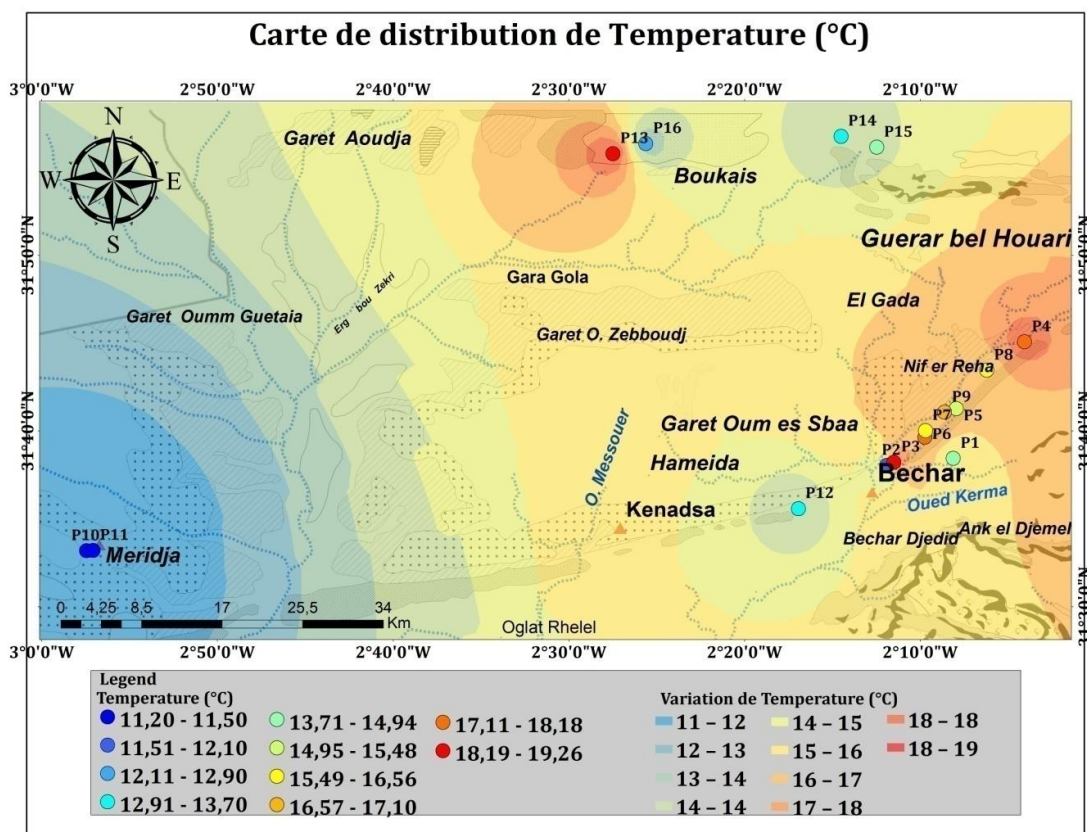 Carte de distribution de Temperature (°C)
3°0'0"W 2°50'0"W 2°40'0"W 2°30'0"W 2°20'0"W 2°10'0"W
N
W E
S
Garet Aoudja
P13 P16
P14
P15
Boukais
31°50'0"N
Guerar bel Houari
Gara Gola
El Gada
Erg bou Zekri
Garet Oumm Guetaia
Garet O. Zebboudj
P4
P8
Nif er Reha
P9
P7 P5
31°40'0"N
Garet Oum es Sbaa
P6
P2 P3
P1
Hameida
Bechar
O. Messouer
Oued Kerma
P12
Kenadsa
P10 P11
Meridja
Bechar Djedid
Ank el Djemel
0 4,25 8,5 17 25,5 34
Km
Oglat Rhelel
3°0'0"W 2°50'0"W 2°40'0"W 2°30'0"W 2°20'0"W 2°10'0"W
Legend
Temperature (°C)
11,20 - 11,50
11,51 - 12,10
12,11 - 12,90
12,91 - 13,70
13,71 - 14,94
14,95 - 15,48
15,49 - 16,56
16,57 - 17,10
17,11 - 18,18
18,19 - 19,26
Variation de Temperature (°C)
11 – 12
12 – 13
13 – 14
14 – 14
14 – 15
15 – 16
16 – 17
17 – 18
18 – 18
18 – 19